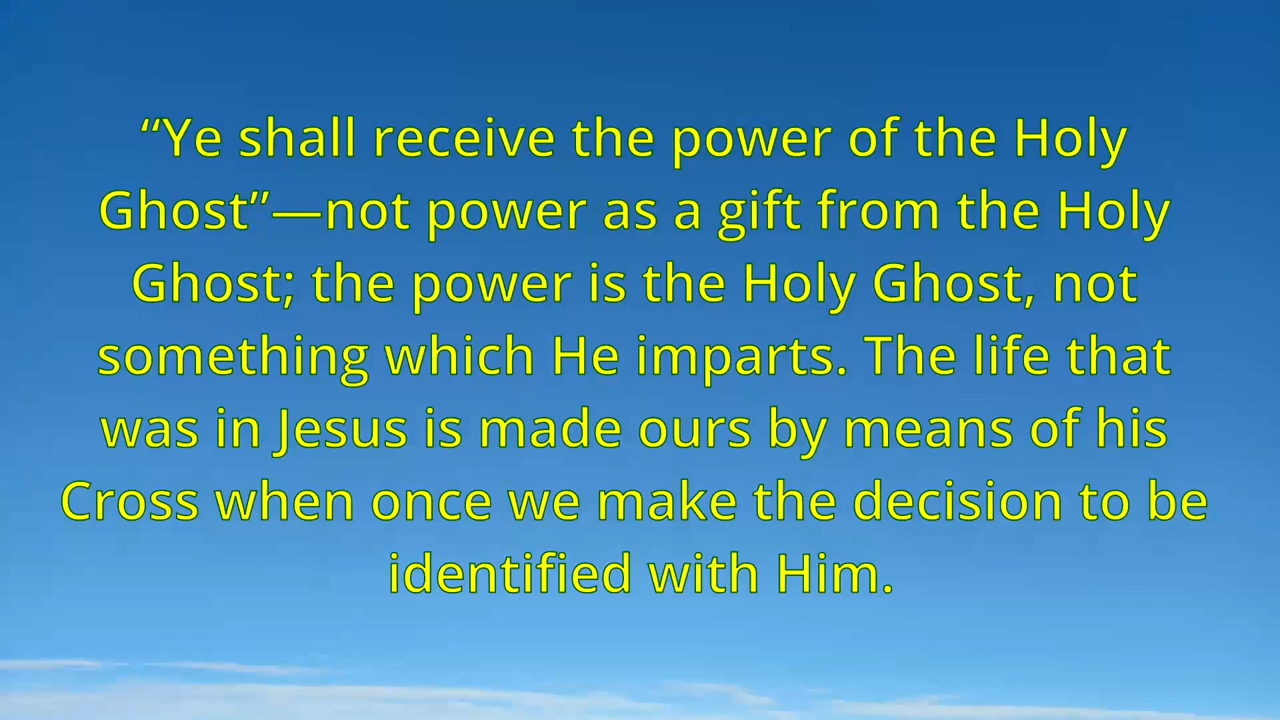 “Ye shall receive the power of the Holy
Ghost”—not power as a gift from the Holy
Ghost; the power is the Holy Ghost, not
something which He imparts. The life that
was in Jesus is made ours by means of his
Cross when once we make the decision to be
identified with Him.